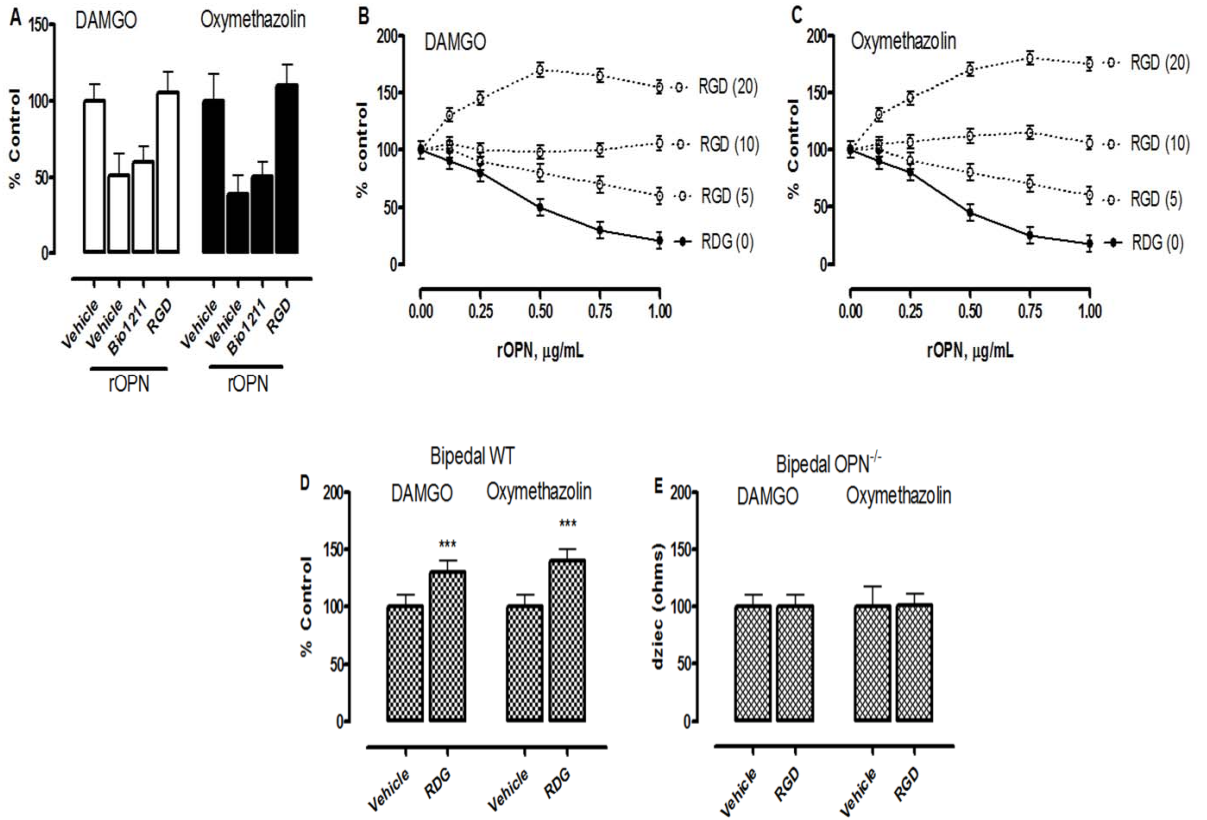 A
DAMGO
Oxymethazolin
% Control
150
100
50
0
Vehicle
Vehicle
Bio1211
RGD
Vehicle
Vehicle
Bio1211
RGD
rOPN
rOPN
B
DAMGO
% control
200
150
100
50
0
RGD (20)
RGD (10)
RGD (5)
RDG (0)
0.00
0.25
0.50
0.75
1.00
rOPN, µg/mL
C
Oxymethazolin
% Control
200
150
100
50
0
RGD (20)
RGD (10)
RGD (5)
RDG (0)
0.00
0.25
0.50
0.75
1.00
rOPN, µg/mL
Bipedal WT
D
DAMGO
Oxymethazolin
% Control
200
150
100
50
0
***
***
Vehicle
RDG
Vehicle
RDG
Bipedal OPN-/-
E
DAMGO
Oxymethazolin
dziec (ohms)
200
150
100
50
0
Vehicle
RGD
Vehicle
RGD